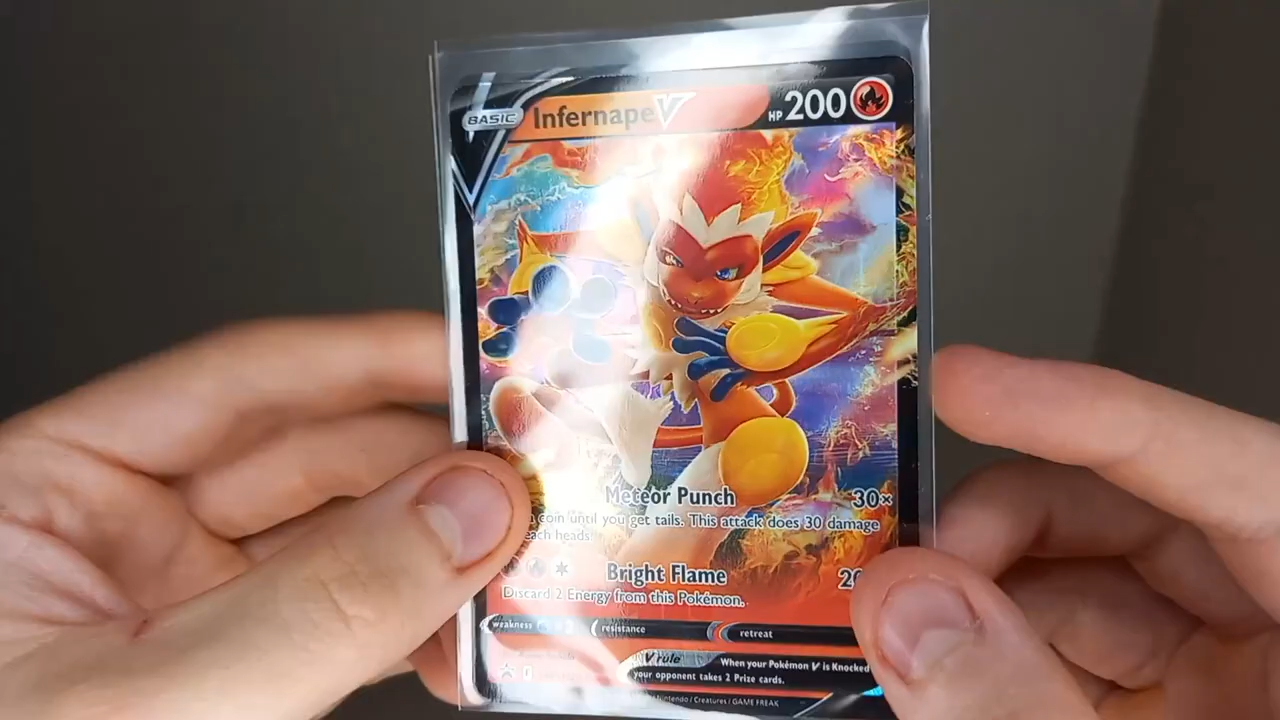 BASIC Infernape V HP 200
Meteor Punch 30×
coin until you get tails. This attack does 30 damage
each heads.
Bright Flame 20
Discard 2 Energy from this Pokémon.
weakness ×2 resistance retreat
V rule When your Pokémon V is Knocked
your opponent takes 2 Prize cards.
Nintendo / Creatures / GAME FREAK